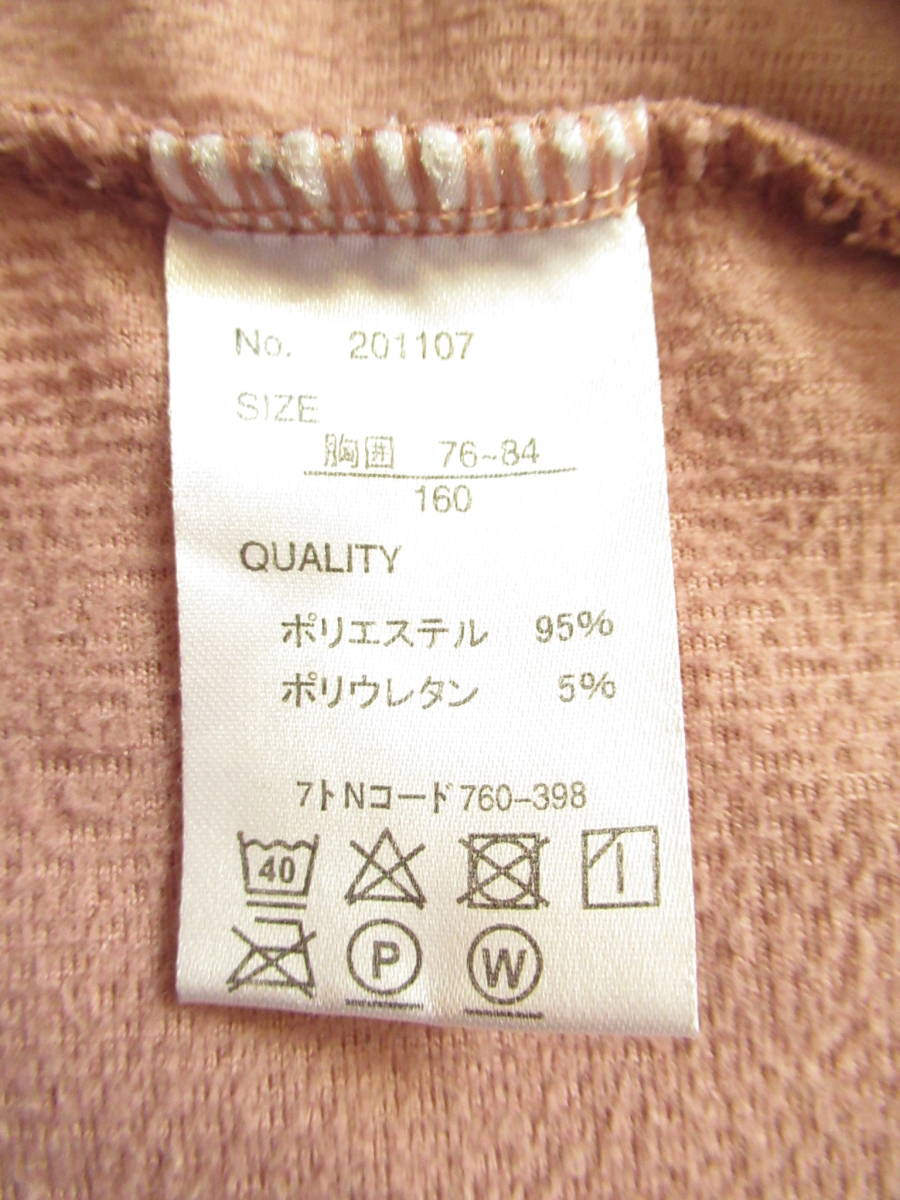 No. 201107
SIZE
胸囲 76~84
160
QUALITY
ポリエステル 95%
ポリウレタン 5%
7トNコード760-398
40
P W